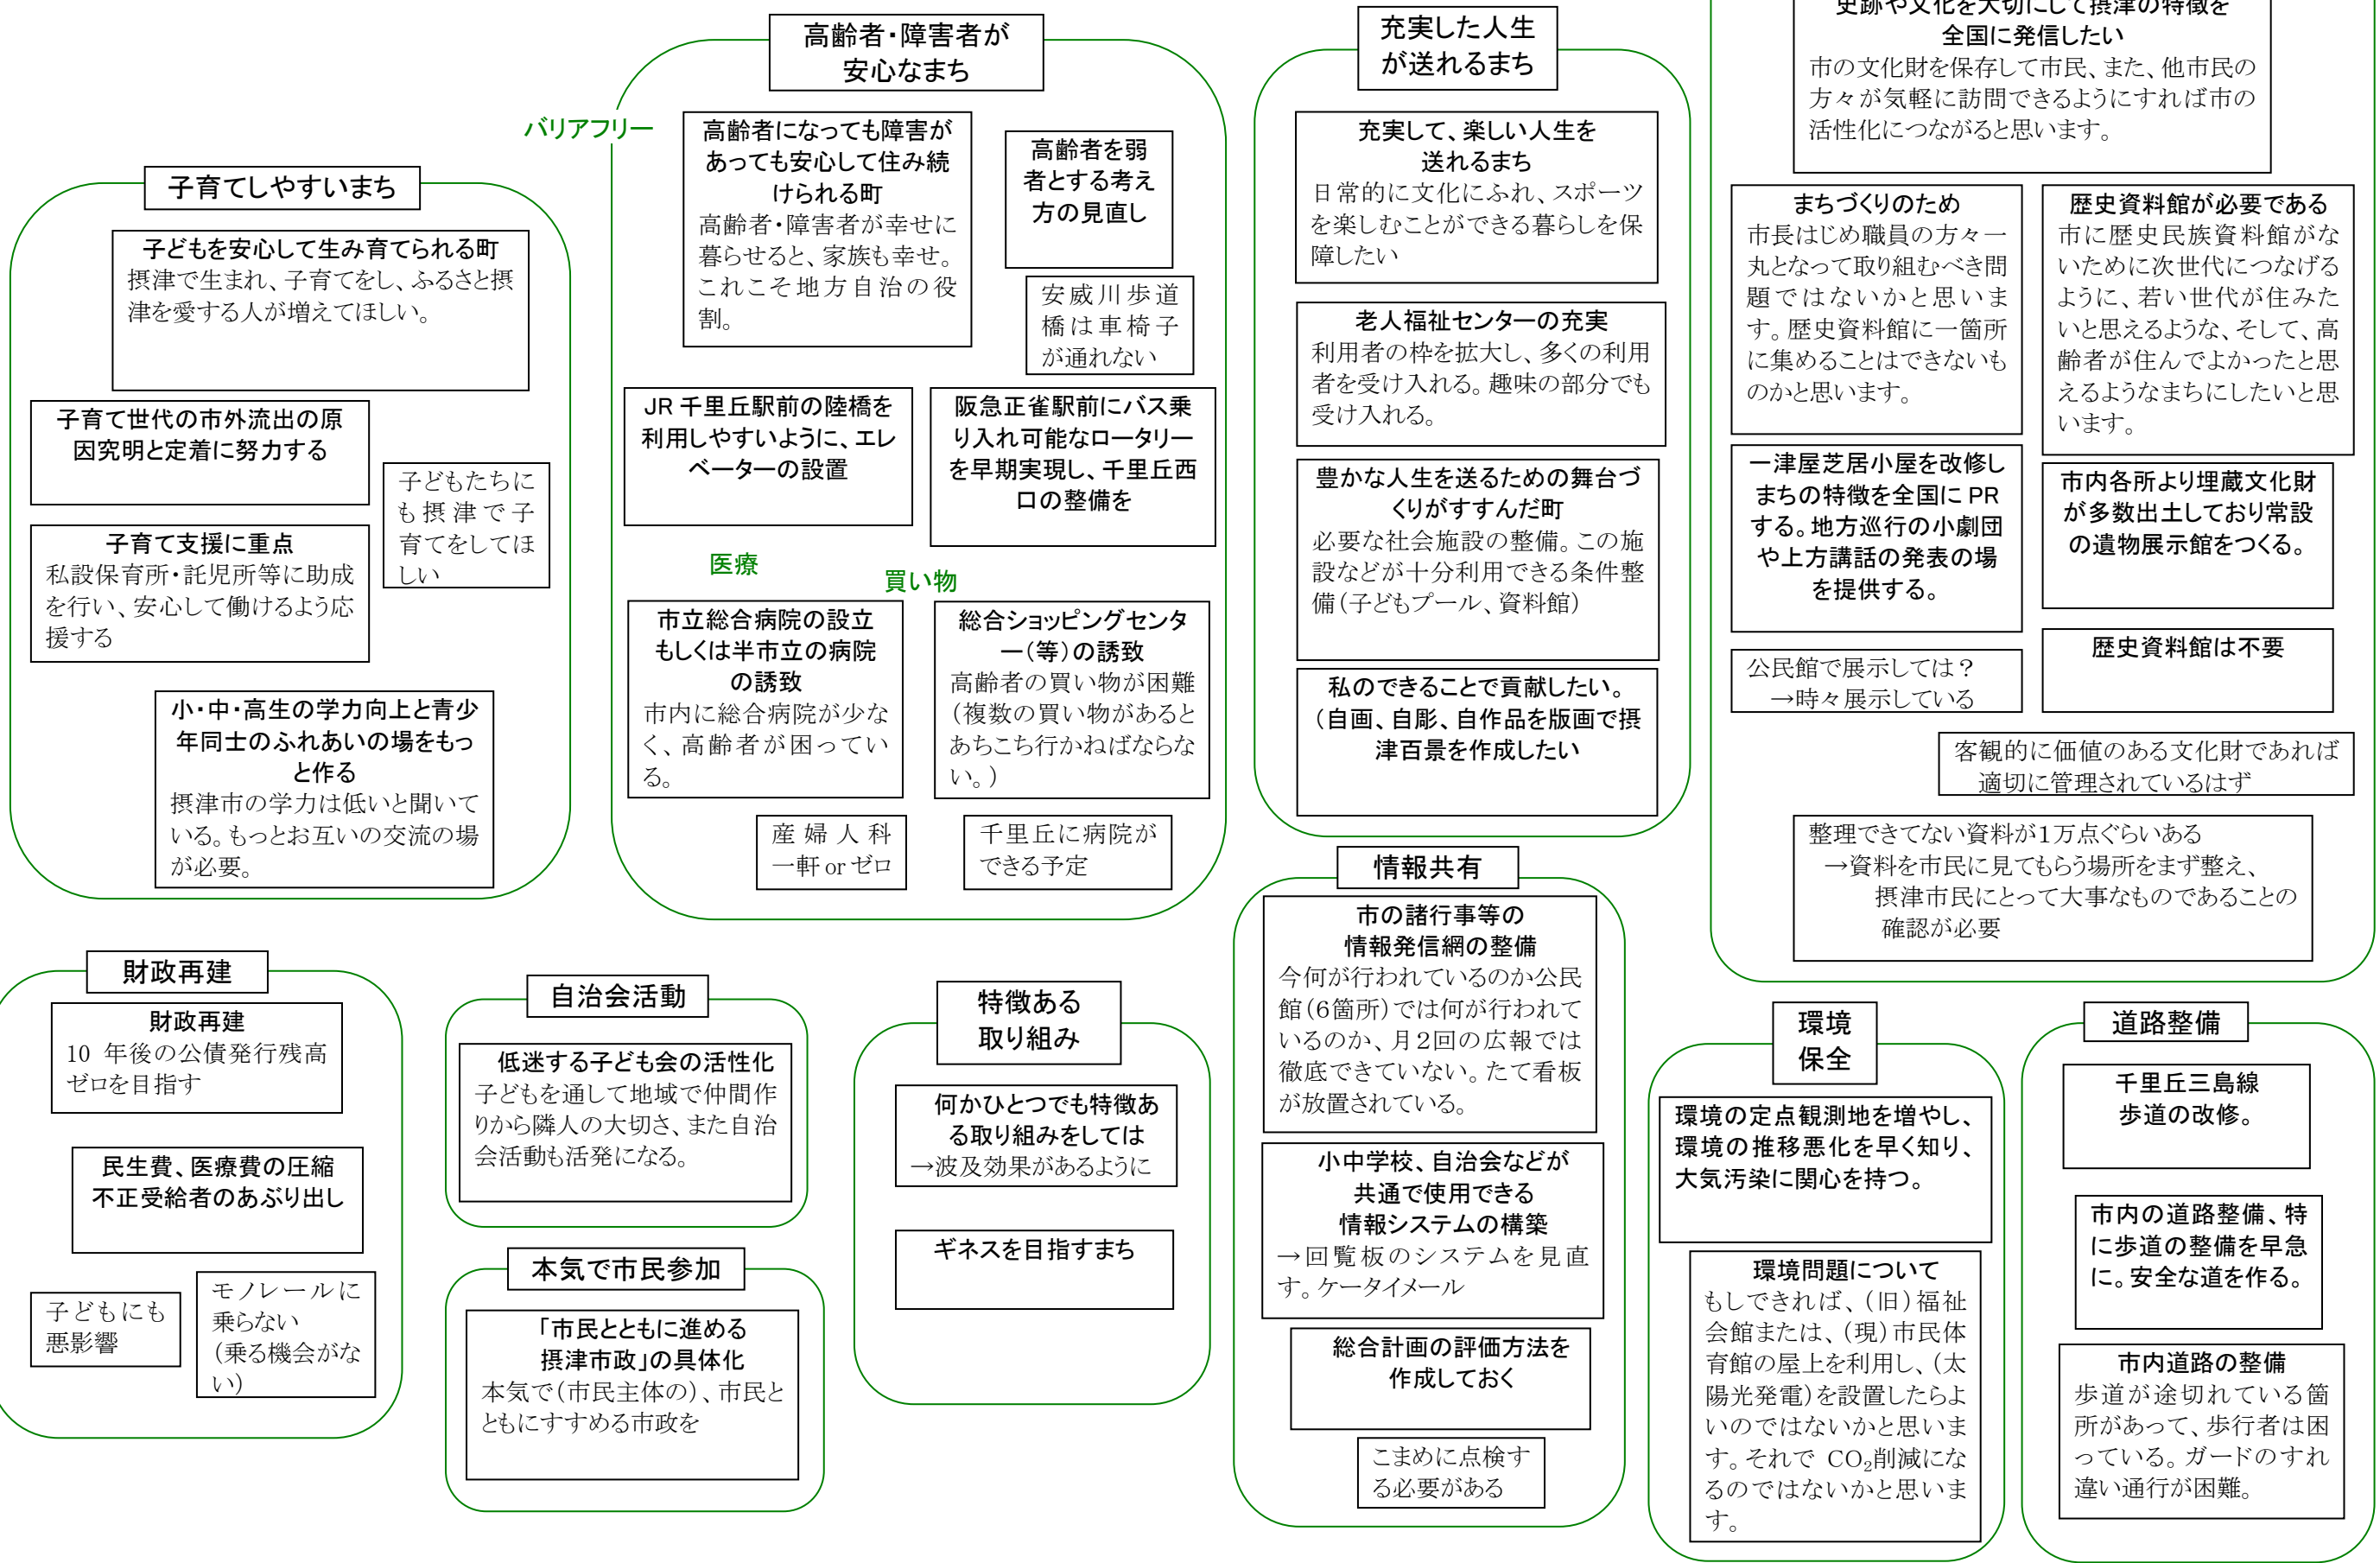 子育てしやすいまち
子どもを安心して生み育てられる町
摂津で生まれ、子育てをし、ふるさと摂
津を愛する人が増えてほしい。
子育て世代の市外流出の原
因究明と定着に努力する
子どもたちに
も摂津で子
育てをしてほ
しい
子育て支援に重点
私設保育所・託児所等に助成
を行い、安心して働けるよう応
援する
小・中・高生の学力向上と青少
年同士のふれあいの場をもっ
と作る
摂津市の学力は低いと聞いて
いる。もっとお互いの交流の場
が必要。
高齢者・障害者が
安心なまち
バリアフリー
高齢者になっても障害が
あっても安心して住み続
けられる町
高齢者・障害者が幸せに
暮らせると、家族も幸せ。
これこそ地方自治の役
割。
高齢者を弱
者とする考え
方の見直し
安威川歩道
橋は車椅子
が通れない
JR 千里丘駅前の陸橋を
利用しやすいように、エレ
ベーターの設置
阪急正雀駅前にバス乗
り入れ可能なロータリー
を早期実現し、千里丘西
口の整備を
医療
買い物
市立総合病院の設立
もしくは半市立の病院
の誘致
市内に総合病院が少な
く、高齢者が困ってい
る。
総合ショッピングセンタ
ー(等)の誘致
高齢者の買い物が困難
(複数の買い物があると
あちこち行かねばならな
い。)
産婦人科
一軒 or ゼロ
千里丘に病院が
できる予定
充実した人生
が送れるまち
充実して、楽しい人生を
送れるまち
日常的に文化にふれ、スポーツ
を楽しむことができる暮らしを保
障したい
老人福祉センターの充実
利用者の枠を拡大し、多くの利用
者を受け入れる。趣味の部分でも
受け入れる。
豊かな人生を送るための舞台づ
くりがすすんだ町
必要な社会施設の整備。この施
設などが十分利用できる条件整
備(子どもプール、資料館)
私のできることで貢献したい。
(自画、自彫、自作品を版画で摂
津百景を作成したい
史跡や文化を大切にして摂津の特徴を
全国に発信したい
市の文化財を保存して市民、また、他市民の
方々が気軽に訪問できるようにすれば市の
活性化につながると思います。
まちづくりのため
市長はじめ職員の方々一
丸となって取り組むべき問
題ではないかと思いま
す。歴史資料館に一箇所
に集めることはできないも
のかと思います。
歴史資料館が必要である
市に歴史民族資料館がな
いために次世代につなげる
ように、若い世代が住みた
いと思えるような、そして、高
齢者が住んでよかったと思
えるようなまちにしたいと思
います。
一津屋芝居小屋を改修し
まちの特徴を全国に PR
する。地方巡行の小劇団
や上方講話の発表の場
を提供する。
市内各所より埋蔵文化財
が多数出土しており常設
の遺物展示館をつくる。
公民館で展示しては?
→時々展示している
歴史資料館は不要
客観的に価値のある文化財であれば
適切に管理されているはず
整理できてない資料が1万点ぐらいある
→資料を市民に見てもらう場所をまず整え、
摂津市民にとって大事なものであることの
確認が必要
財政再建
財政再建
10 年後の公債発行残高
ゼロを目指す
民生費、医療費の圧縮
不正受給者のあぶり出し
子どもにも
悪影響
モノレールに
乗らない
(乗る機会がな
い)
自治会活動
低迷する子ども会の活性化
子どもを通して地域で仲間作
りから隣人の大切さ、また自治
会活動も活発になる。
本気で市民参加
「市民とともに進める
摂津市政」の具体化
本気で(市民主体の)、市民と
ともにすすめる市政を
特徴ある
取り組み
何かひとつでも特徴あ
る取り組みをしては
→波及効果があるように
ギネスを目指すまち
情報共有
市の諸行事等の
情報発信網の整備
今何が行われているのか公民
館(6箇所)では何が行われて
いるのか、月2回の広報では
徹底できていない。たて看板
が放置されている。
小中学校、自治会などが
共通で使用できる
情報システムの構築
→回覧板のシステムを見直
す。ケータイメール
総合計画の評価方法を
作成しておく
こまめに点検す
る必要がある
環境
保全
環境の定点観測地を増やし、
環境の推移悪化を早く知り、
大気汚染に関心を持つ。
環境問題について
もしできれば、(旧)福祉
会館または、(現)市民体
育館の屋上を利用し、(太
陽光発電)を設置したらよ
いのではないかと思いま
す。それで CO₂削減にな
るのではないかと思いま
す。
道路整備
千里丘三島線
歩道の改修。
市内の道路整備、特
に歩道の整備を早急
に。安全な道を作る。
市内道路の整備
歩道が途切れている箇
所があって、歩行者は困
っている。ガードのすれ
違い通行が困難。